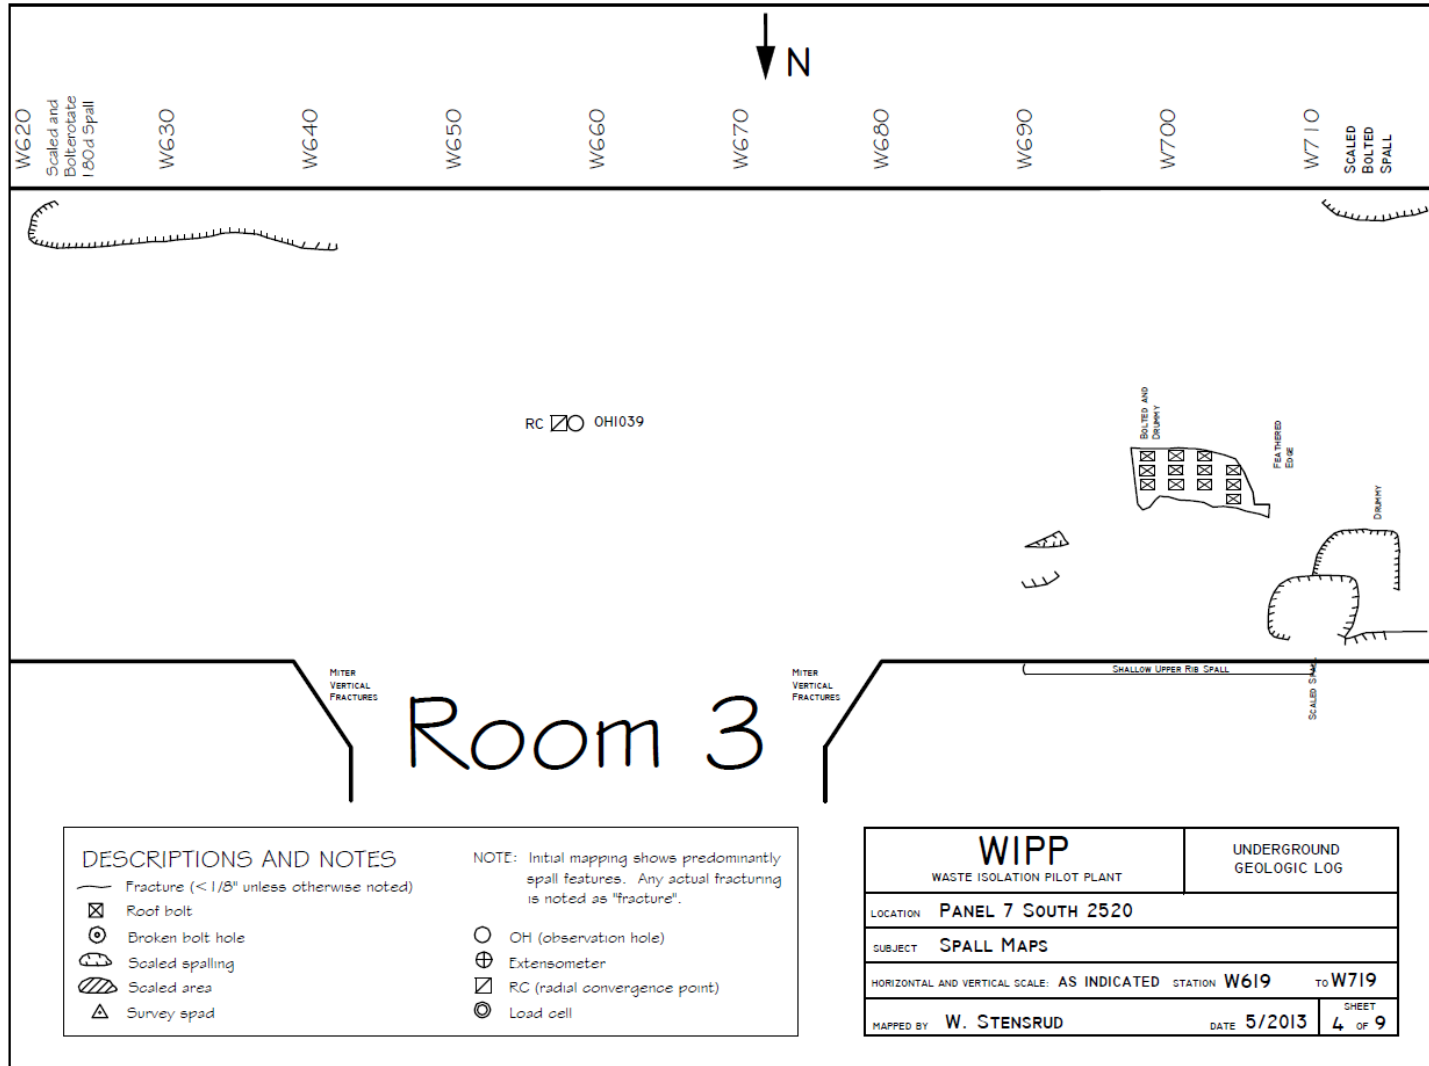 N
W620
Scaled and
Bolterotate
180d Spall
W630
W640
W650
W660
W670
W680
W690
W700
W710
SCALED
BOLTED
SPALL
RC
OH1039
BOLTED AND
DRUMMY
FEATHERED
EDGE
DRUMMY
MITER
VERTICAL
FRACTURES
MITER
VERTICAL
FRACTURES
SHALLOW UPPER RIB SPALL
SCALED SPALL
Room 3
DESCRIPTIONS AND NOTES
Fracture (< 1/8" unless otherwise noted)
Roof bolt
Broken bolt hole
Scaled spalling
Scaled area
Survey spad
NOTE: Initial mapping shows predominantly
spall features. Any actual fracturing
is noted as "fracture".
OH (observation hole)
Extensometer
RC (radial convergence point)
Load cell
WIPP
WASTE ISOLATION PILOT PLANT
UNDERGROUND
GEOLOGIC LOG
LOCATION PANEL 7 SOUTH 2520
SUBJECT SPALL MAPS
HORIZONTAL AND VERTICAL SCALE: AS INDICATED STATION W619 TO W719
MAPPED BY W. STENSRUD DATE 5/2013
SHEET
4 OF 9